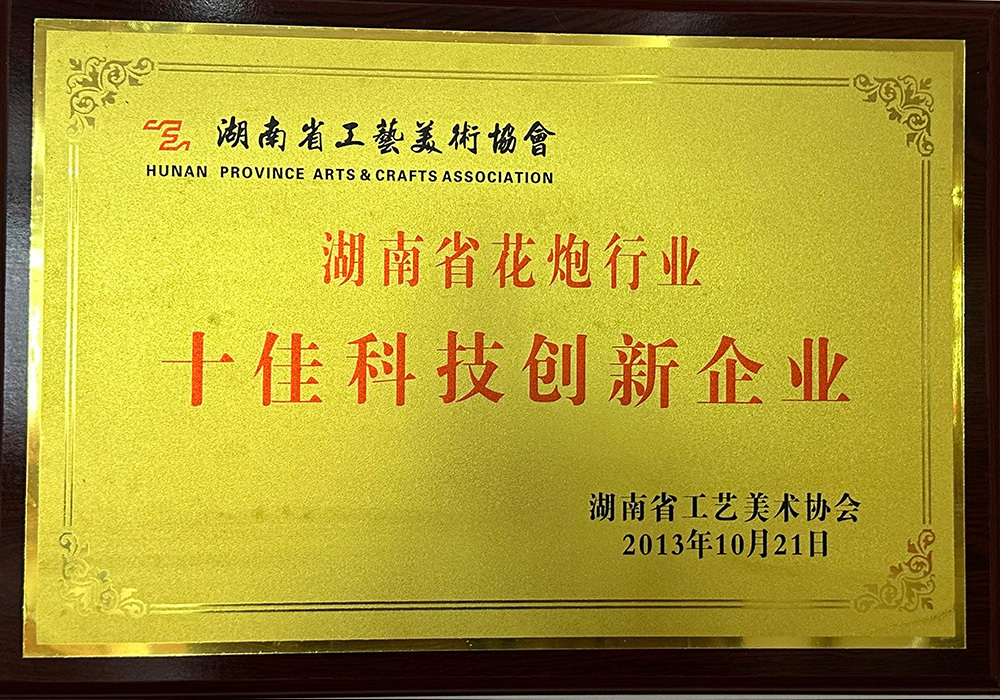 湖南省工藝美術協會
HUNAN PROVINCE ARTS & CRAFTS ASSOCIATION
湖南省花炮行业
十佳科技创新企业
湖南省工艺美术协会
2013年10月21日